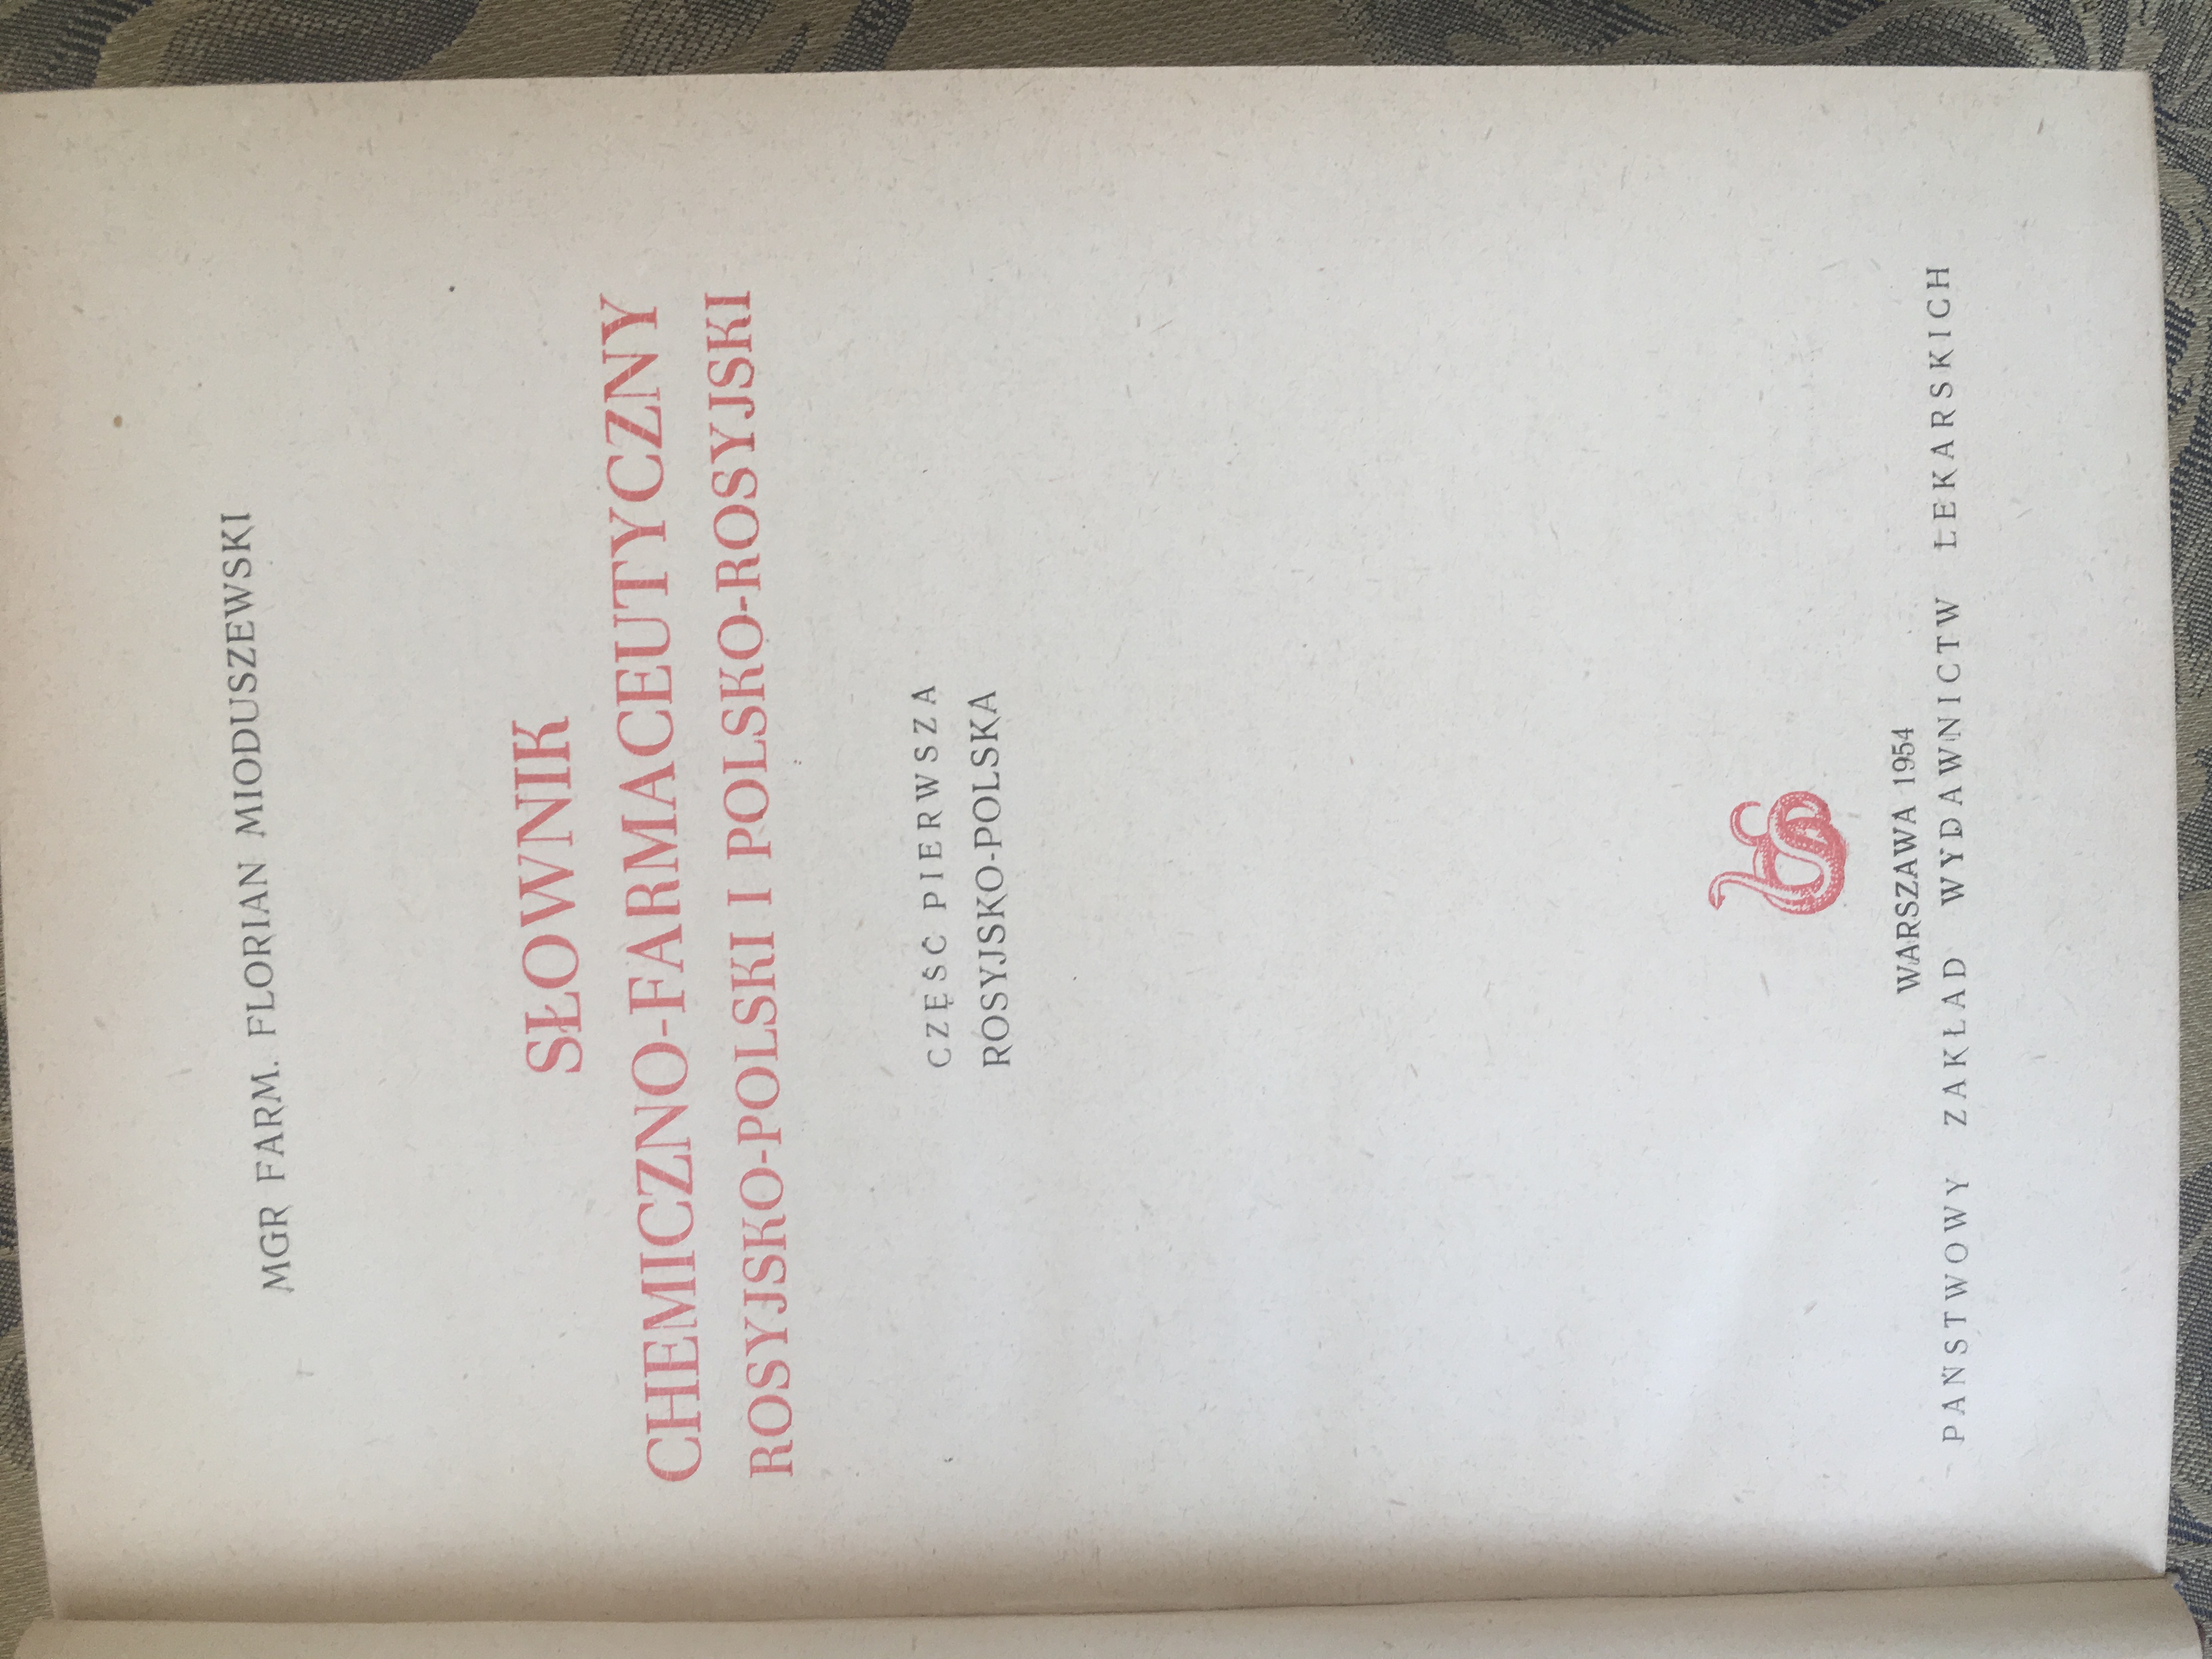 MGR FARM. FLORIAN MIODUSZEWSKI
SŁOWNIK
CHEMICZNO-FARMACEUTYCZNY
ROSYJSKO-POLSKI I POLSKO-ROSYJSKI
CZĘŚĆ PIERWSZA
ROSYJSKO-POLSKA
WARSZAWA 1954
PAŃSTWOWY ZAKŁAD WYDAWNICTW LEKARSKICH